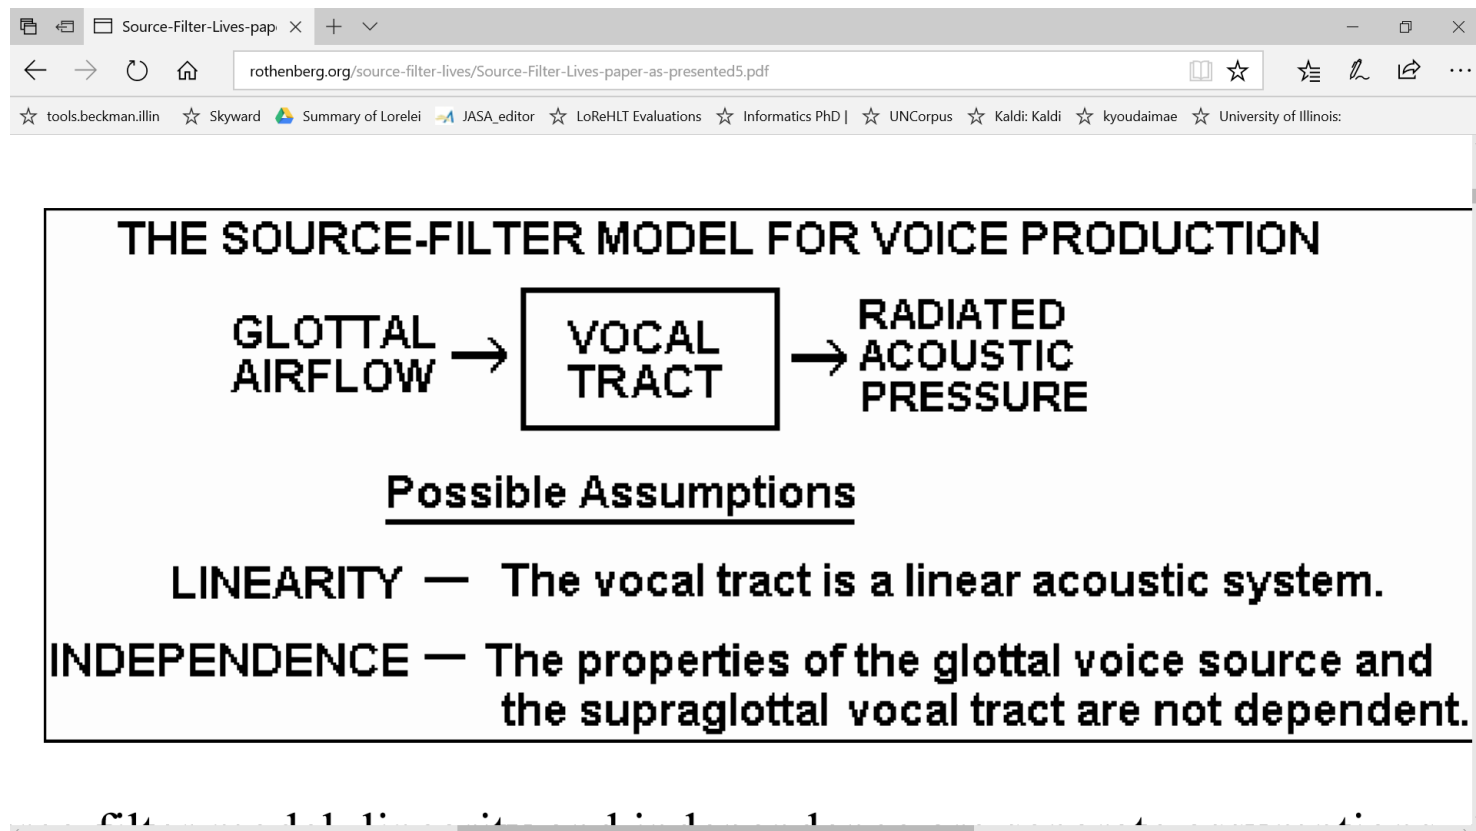 Source-Filter-Lives-pap
rothenberg.org/source-filter-lives/Source-Filter-Lives-paper-as-presented5.pdf
tools.beckman.illin Skyward Summary of Lorelei JASA_editor LoReHLT Evaluations Informatics PhD | UNCorpus Kaldi: Kaldi kyoudaimae University of Illinois:
THE SOURCE-FILTER MODEL FOR VOICE PRODUCTION
GLOTTAL
AIRFLOW
VOCAL
TRACT
RADIATED
ACOUSTIC
PRESSURE
Possible Assumptions
LINEARITY — The vocal tract is a linear acoustic system.
INDEPENDENCE — The properties of the glottal voice source and
the supraglottal vocal tract are not dependent.